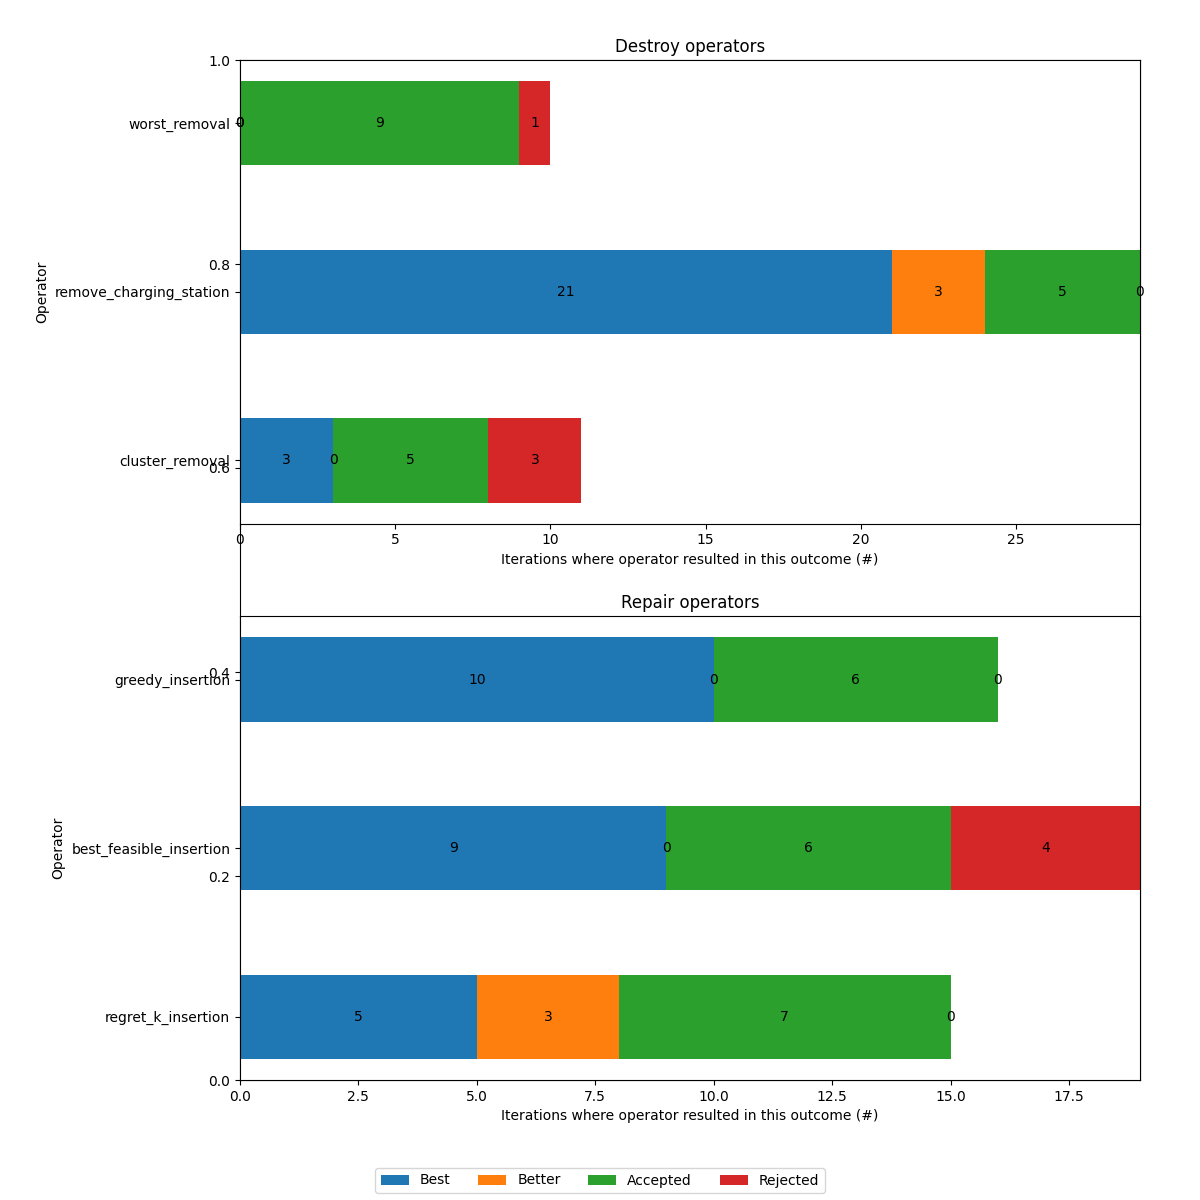 Destroy operators
1.0
worst_removal
0
9
1
0.8
Operator
remove_charging_station
21
3
5
0
cluster_removal
0.6
3
0
5
3
0 5 10 15 20 25
Iterations where operator resulted in this outcome (#)
Repair operators
0.4
greedy_insertion
10
0
6
0
Operator
best_feasible_insertion
9
0
6
4
0.2
regret_k_insertion
5
3
7
0
0.0
0.0 2.5 5.0 7.5 10.0 12.5 15.0 17.5
Iterations where operator resulted in this outcome (#)
Best Better Accepted Rejected